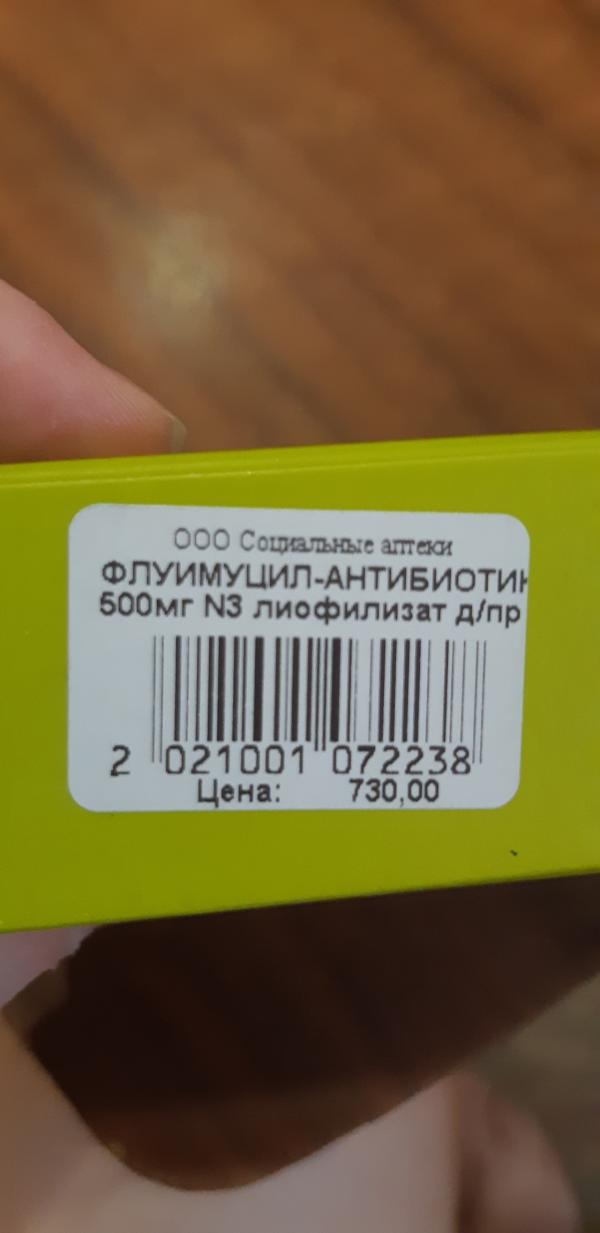 ООО Социальные аптеки
ФЛУИМУЦИЛ-АНТИБИОТИК
500мг N3 лиофилизат д/пр
2 021001 072238
Цена: 730,00